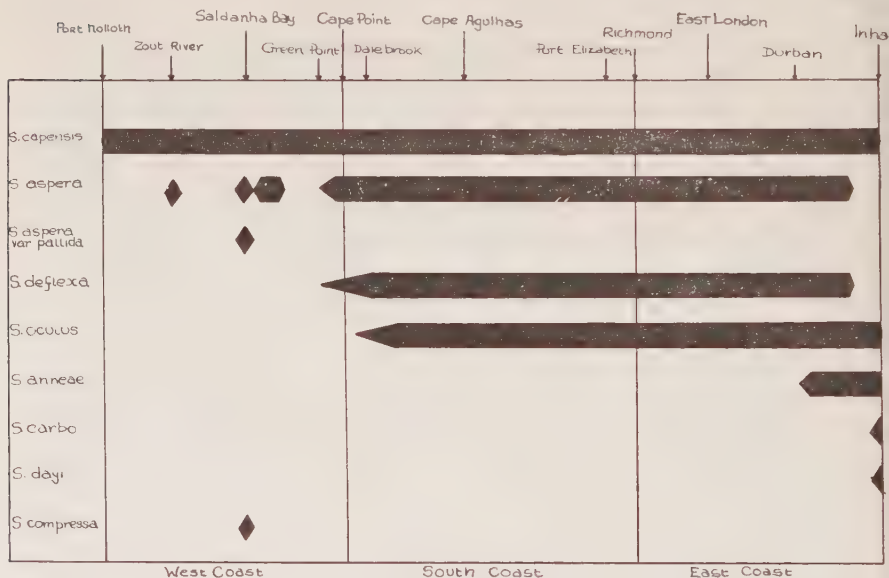 Saldanha Bay Cape Point Cape Agulhas East London
Port Nolloth Richmond Inha
Zout River Green Point Dalebrook Port Elizabeth Durban
S. capensis
S aspera
S aspera
var pallida
S. deflexa
S. oculus
S anneae
S carbo
S. dayi
S compressa
West Coast South Coast East Coast